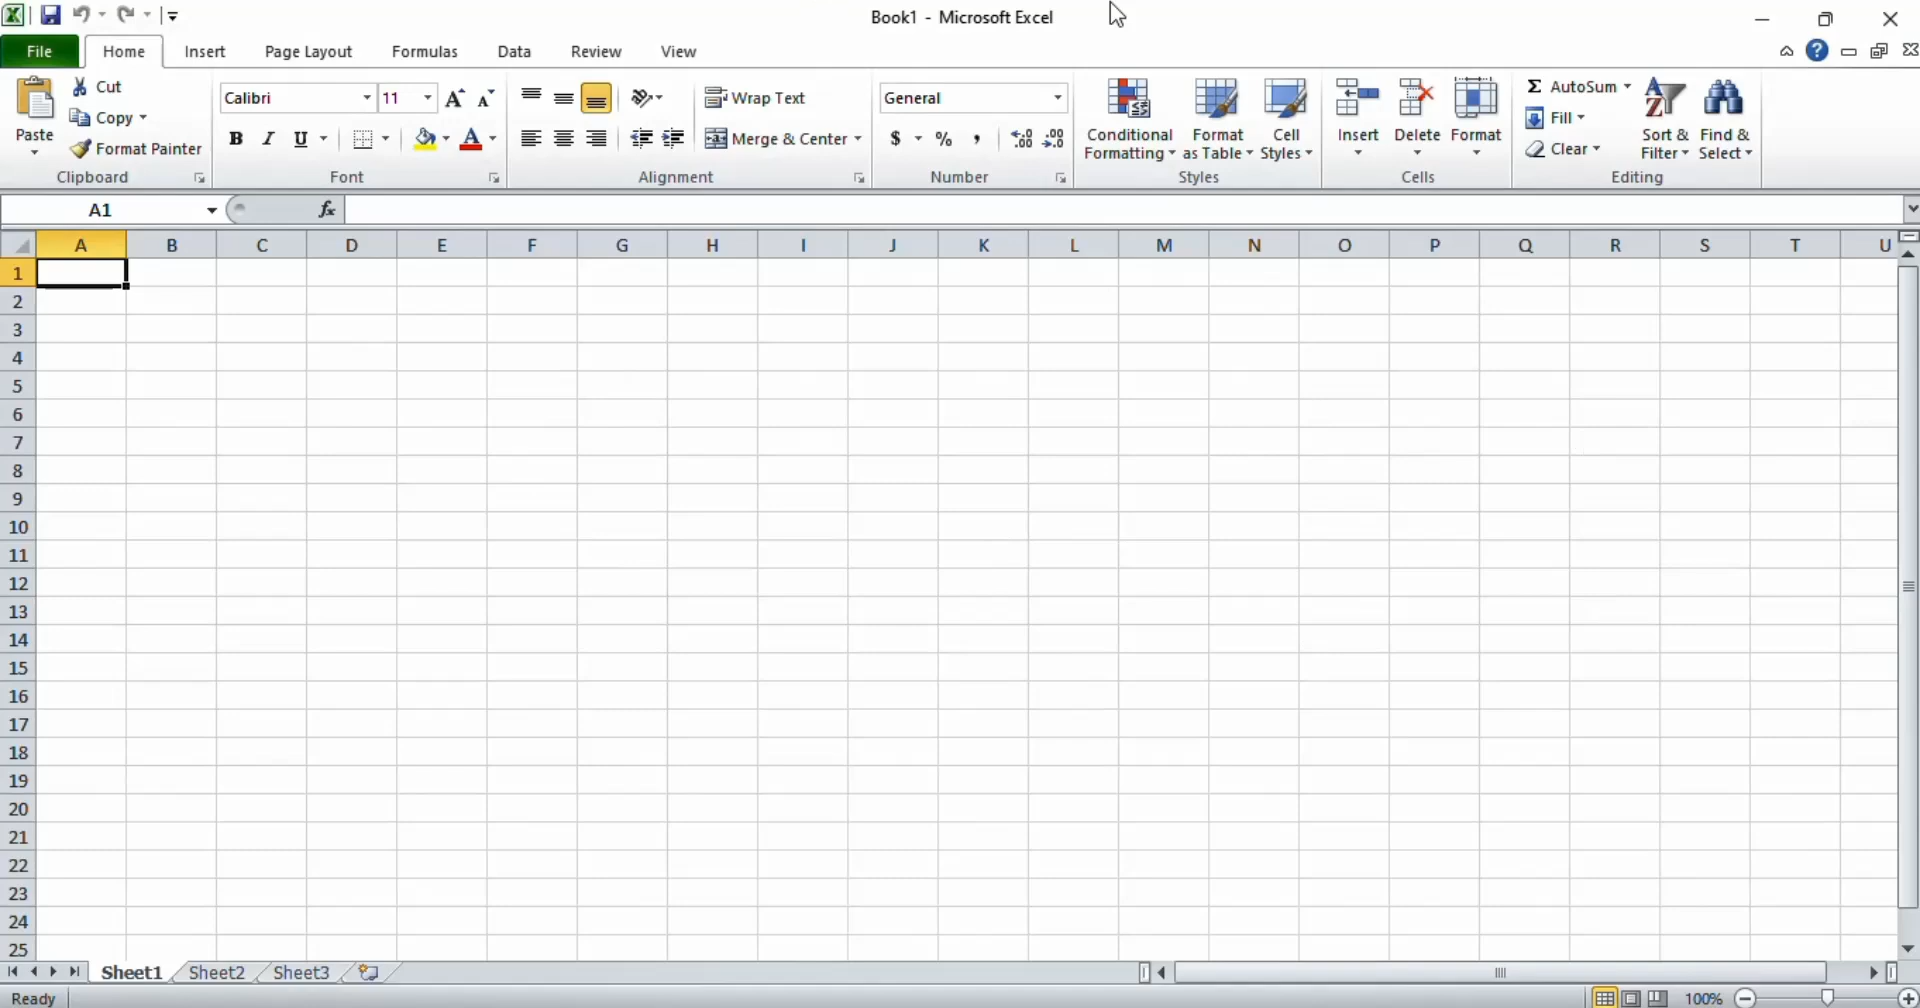 Book1 - Microsoft Excel
File Home Insert Page Layout Formulas Data Review View
Paste Cut Copy Format Painter
Clipboard
Calibri 11
B I U A
Font
Wrap Text
Merge & Center
Alignment
General
$ % , .00 .00
Number
Conditional Formatting
Format as Table
Cell Styles
Styles
Insert Delete Format
Cells
Σ AutoSum
Fill
Clear
Sort & Filter
Find & Select
Editing
A1 fx
A B C D E F G H I J K L M N O P Q R S T U
1
2
3
4
5
6
7
8
9
10
11
12
13
14
15
16
17
18
19
20
21
22
23
24
25
Sheet1 Sheet2 Sheet3
Ready 100%